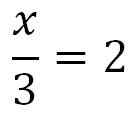 x/3 = 2